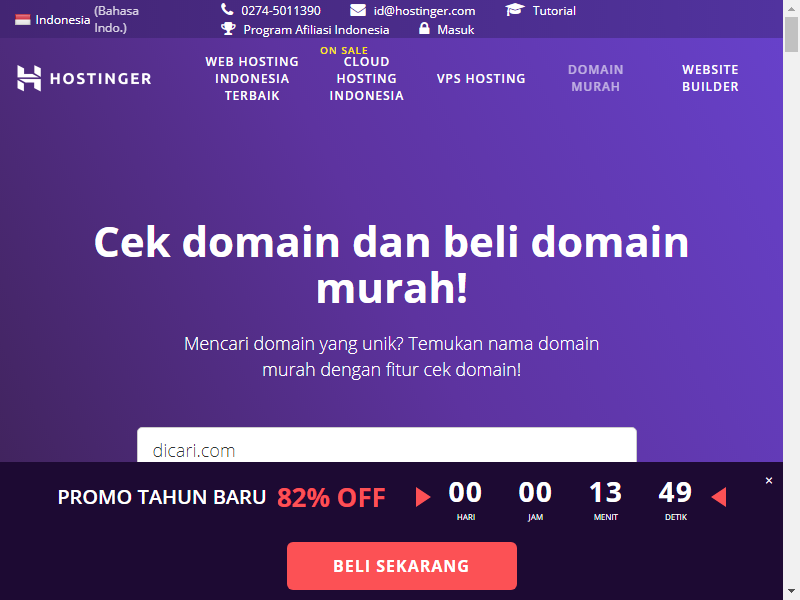 Indonesia (Bahasa Indo.)
0274-5011390 id@hostinger.com Tutorial
Program Afiliasi Indonesia Masuk
HOSTINGER
WEB HOSTING INDONESIA TERBAIK
ON SALE
CLOUD HOSTING INDONESIA
VPS HOSTING
DOMAIN MURAH
WEBSITE BUILDER
Cek domain dan beli domain
murah!
Mencari domain yang unik? Temukan nama domain
murah dengan fitur cek domain!
dicari.com
PROMO TAHUN BARU 82% OFF
00 00 13 49
HARI JAM MENIT DETIK
×
BELI SEKARANG